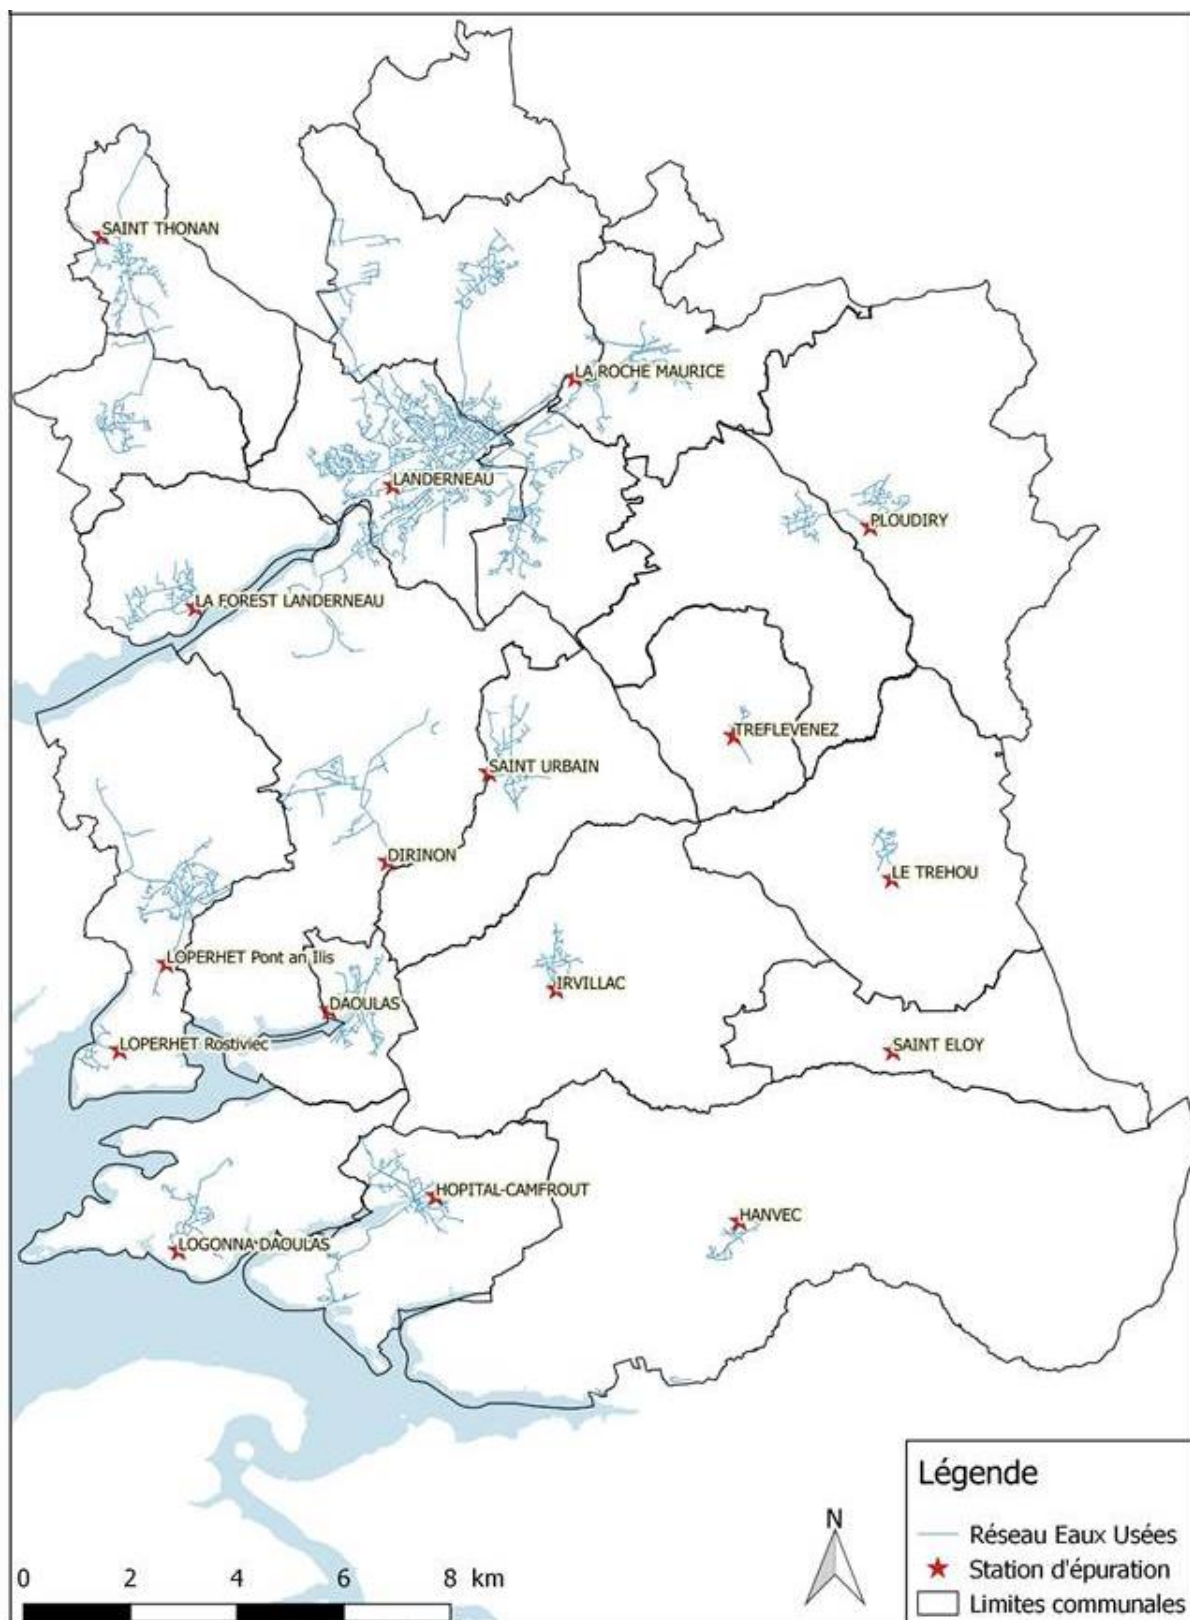 SAINT THONAN
LA ROCHE MAURICE
LANDERNEAU
PLOUDIRY
LA FOREST LANDERNEAU
TREFLEVENEZ
SAINT URBAIN
DIRINON
LE TREHOU
LOPERHET Pont an Ilis
IRVILLAC
DAOULAS
LOPERHET Rostiviec
SAINT ELOY
HOPITAL-CAMFROUT
HANVEC
LOGONNA DAOULAS
Légende
Réseau Eaux Usées
Station d'épuration
Limites communales
N
0 2 4 6 8 km